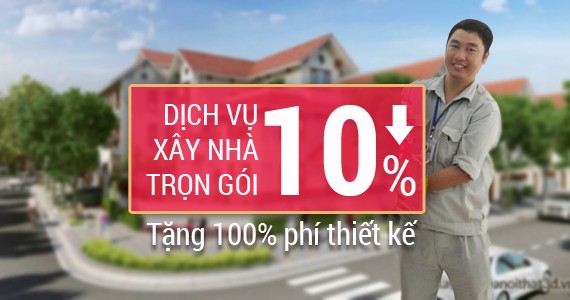 DỊCH VỤ
XÂY NHÀ
TRỌN GÓI
10%
Tặng 100% phí thiết kế